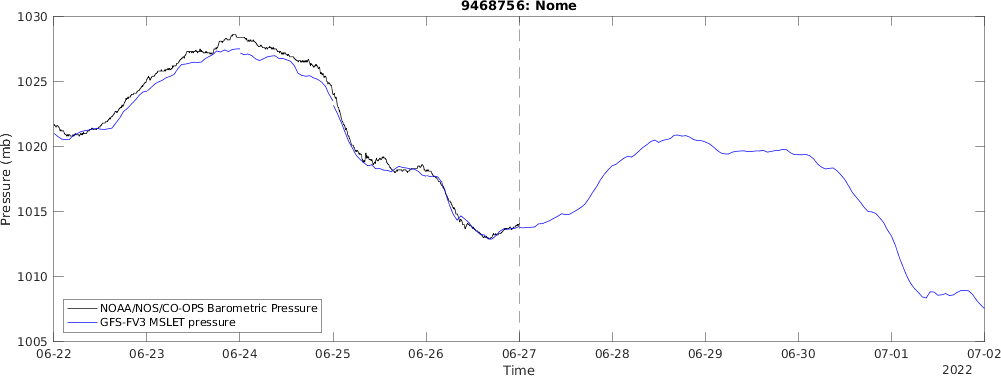 9468756: Nome
1030
1025
1020
1015
1010
1005
Pressure (mb)
NOAA/NOS/CO-OPS Barometric Pressure
GFS-FV3 MSLET pressure
06-22 06-23 06-24 06-25 06-26 06-27 06-28 06-29 06-30 07-01 07-02
Time
2022